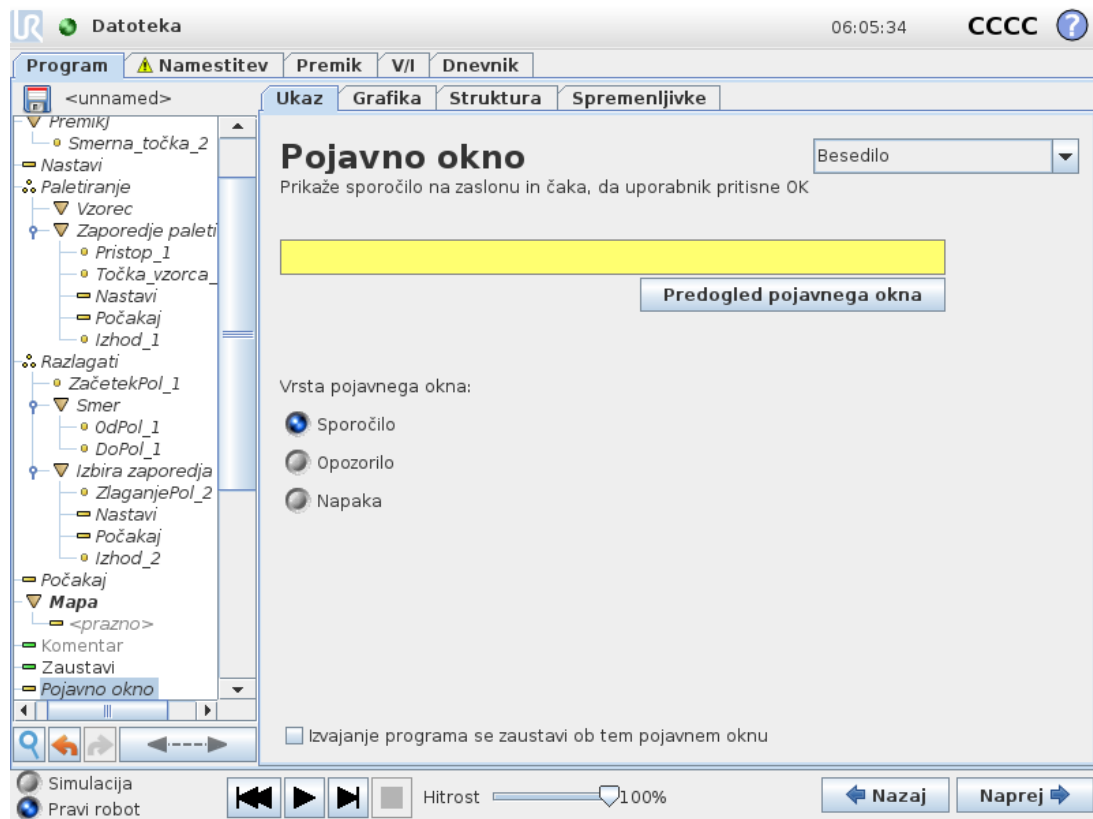 Datoteka
06:05:34
CCCC
?
Program
Namestitev
Premik
V/I
Dnevnik
<unnamed>
Ukaz
Grafika
Struktura
Spremenljivke
PremikJ
Smerna_točka_2
Nastavi
Paletiranje
Vzorec
Zaporedje paleti
Pristop_1
Točka_vzorca_
Nastavi
Počakaj
Izhod_1
Razlagati
ZačetekPol_1
Smer
OdPol_1
DoPol_1
Izbira zaporedja
ZlaganjePol_2
Nastavi
Počakaj
Izhod_2
Počakaj
Mapa
<prazno>
Komentar
Zaustavi
Pojavno okno
Pojavno okno
Besedilo
Prikaže sporočilo na zaslonu in čaka, da uporabnik pritisne OK
Predogled pojavnega okna
Vrsta pojavnega okna:
Sporočilo
Opozorilo
Napaka
Izvajanje programa se zaustavi ob tem pojavnem oknu
Simulacija
Pravi robot
Hitrost
100%
Nazaj
Naprej